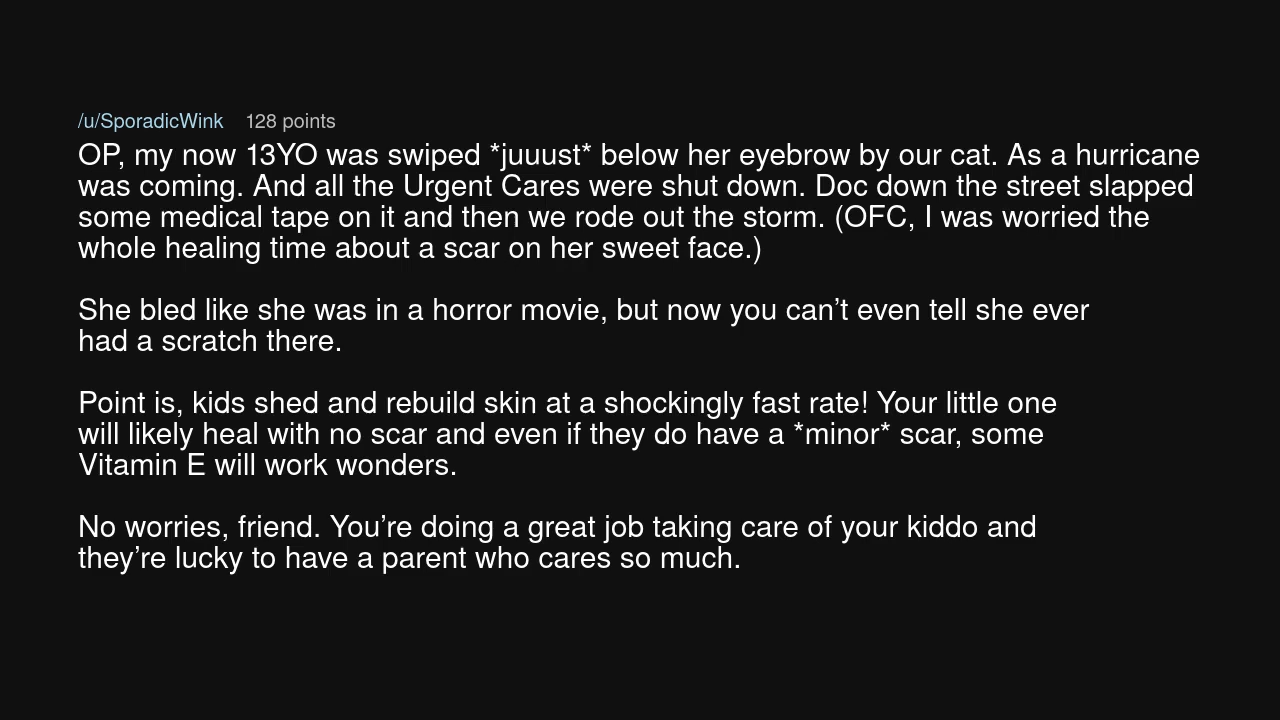 /u/SporadicWink 128 points
OP, my now 13YO was swiped *juuust* below her eyebrow by our cat. As a hurricane
was coming. And all the Urgent Cares were shut down. Doc down the street slapped
some medical tape on it and then we rode out the storm. (OFC, I was worried the
whole healing time about a scar on her sweet face.)
She bled like she was in a horror movie, but now you can’t even tell she ever
had a scratch there.
Point is, kids shed and rebuild skin at a shockingly fast rate! Your little one
will likely heal with no scar and even if they do have a *minor* scar, some
Vitamin E will work wonders.
No worries, friend. You’re doing a great job taking care of your kiddo and
they’re lucky to have a parent who cares so much.